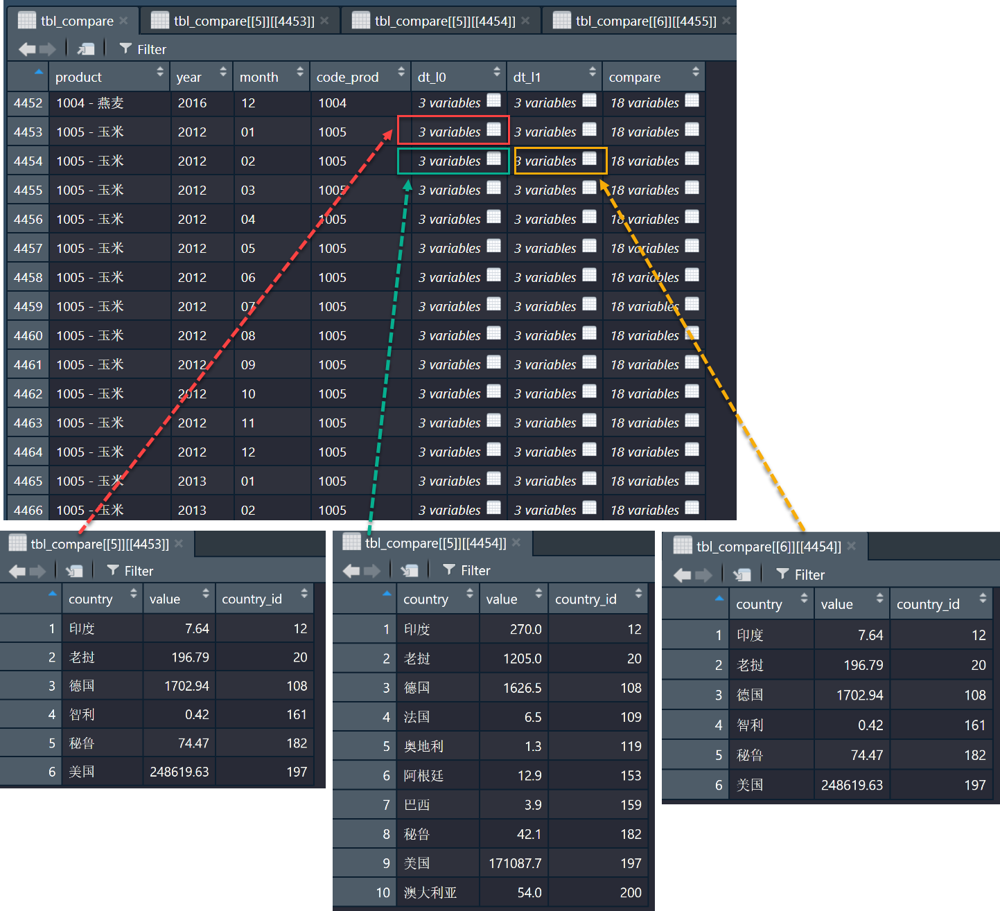 tbl_compare tbl_compare[[5]][[4453]] tbl_compare[[5]][[4454]] tbl_compare[[6]][[4455]]
Filter
product year month code_prod dt_l0 dt_l1 compare
4452 1004 - 燕麦 2016 12 1004 3 variables 3 variables 18 variables
4453 1005 - 玉米 2012 01 1005 3 variables 3 variables 18 variables
4454 1005 - 玉米 2012 02 1005 3 variables 3 variables 18 variables
4455 1005 - 玉米 2012 03 1005 3 variables 3 variables 18 variables
4456 1005 - 玉米 2012 04 1005 3 variables 3 variables 18 variables
4457 1005 - 玉米 2012 05 1005 3 variables 3 variables 18 variables
4458 1005 - 玉米 2012 06 1005 3 variables 3 variables 18 variables
4459 1005 - 玉米 2012 07 1005 3 variables 3 variables 18 variables
4460 1005 - 玉米 2012 08 1005 3 variables 3 variables 18 variables
4461 1005 - 玉米 2012 09 1005 3 variables 3 variables 18 variables
4462 1005 - 玉米 2012 10 1005 3 variables 3 variables 18 variables
4463 1005 - 玉米 2012 11 1005 3 variables 3 variables 18 variables
4464 1005 - 玉米 2012 12 1005 3 variables 3 variables 18 variables
4465 1005 - 玉米 2013 01 1005 3 variables 3 variables 18 variables
4466 1005 - 玉米 2013 02 1005 3 variables 3 variables 18 variables
tbl_compare[[5]][[4453]]
Filter
country value country_id
1 印度 7.64 12
2 老挝 196.79 20
3 德国 1702.94 108
4 智利 0.42 161
5 秘鲁 74.47 182
6 美国 248619.63 197
tbl_compare[[5]][[4454]]
Filter
country value country_id
1 印度 270.0 12
2 老挝 1205.0 20
3 德国 1626.5 108
4 法国 6.5 109
5 奥地利 1.3 119
6 阿根廷 12.9 153
7 巴西 3.9 159
8 秘鲁 42.1 182
9 美国 171087.7 197
10 澳大利亚 54.0 200
tbl_compare[[6]][[4454]]
Filter
country value country_id
1 印度 7.64 12
2 老挝 196.79 20
3 德国 1702.94 108
4 智利 0.42 161
5 秘鲁 74.47 182
6 美国 248619.63 197